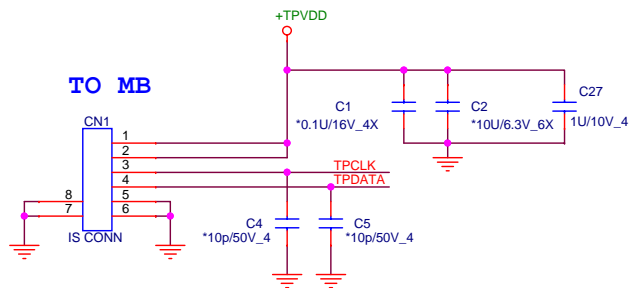 +TPVDD
TO MB
CN1
1
2
3
4
5
6
8
7
IS CONN
TPCLK
TPDATA
C1
*0.1U/16V_4X
C2
*10U/6.3V_6X
C27
1U/10V_4
C4
*10p/50V_4
C5
*10p/50V_4